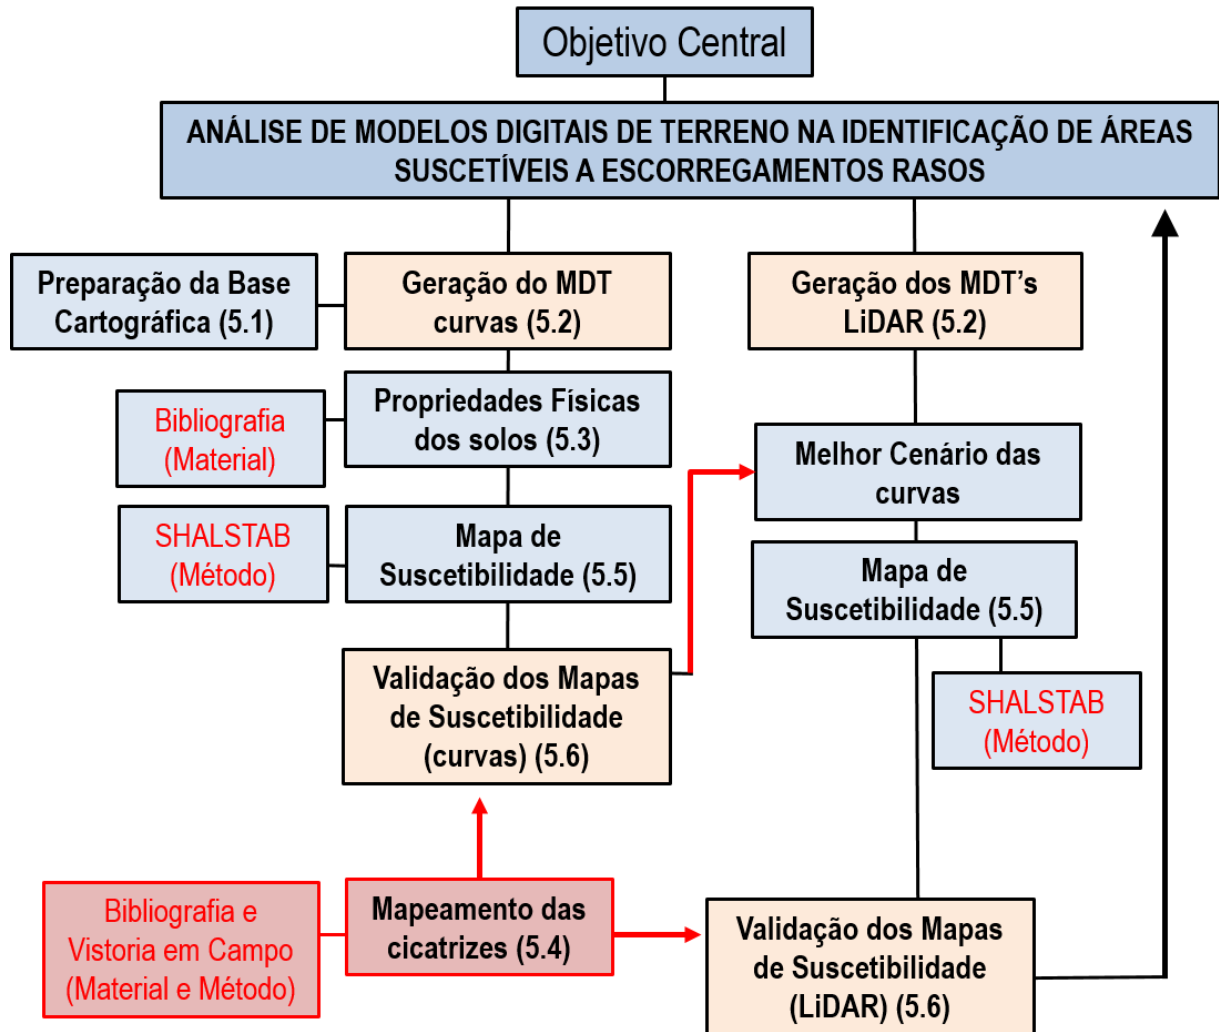 Objetivo Central
ANÁLISE DE MODELOS DIGITAIS DE TERRENO NA IDENTIFICAÇÃO DE ÁREAS
SUSCETÍVEIS A ESCORREGAMENTOS RASOS
Preparação da Base
Cartográfica (5.1)
Geração do MDT
curvas (5.2)
Geração dos MDT's
LiDAR (5.2)
Bibliografia
(Material)
Propriedades Físicas
dos solos (5.3)
Melhor Cenário das
curvas
SHALSTAB
(Método)
Mapa de
Suscetibilidade (5.5)
Mapa de
Suscetibilidade (5.5)
Validação dos Mapas
de Suscetibilidade
(curvas) (5.6)
SHALSTAB
(Método)
Bibliografia e
Vistoria em Campo
(Material e Método)
Mapeamento das
cicatrizes (5.4)
Validação dos Mapas
de Suscetibilidade
(LiDAR) (5.6)